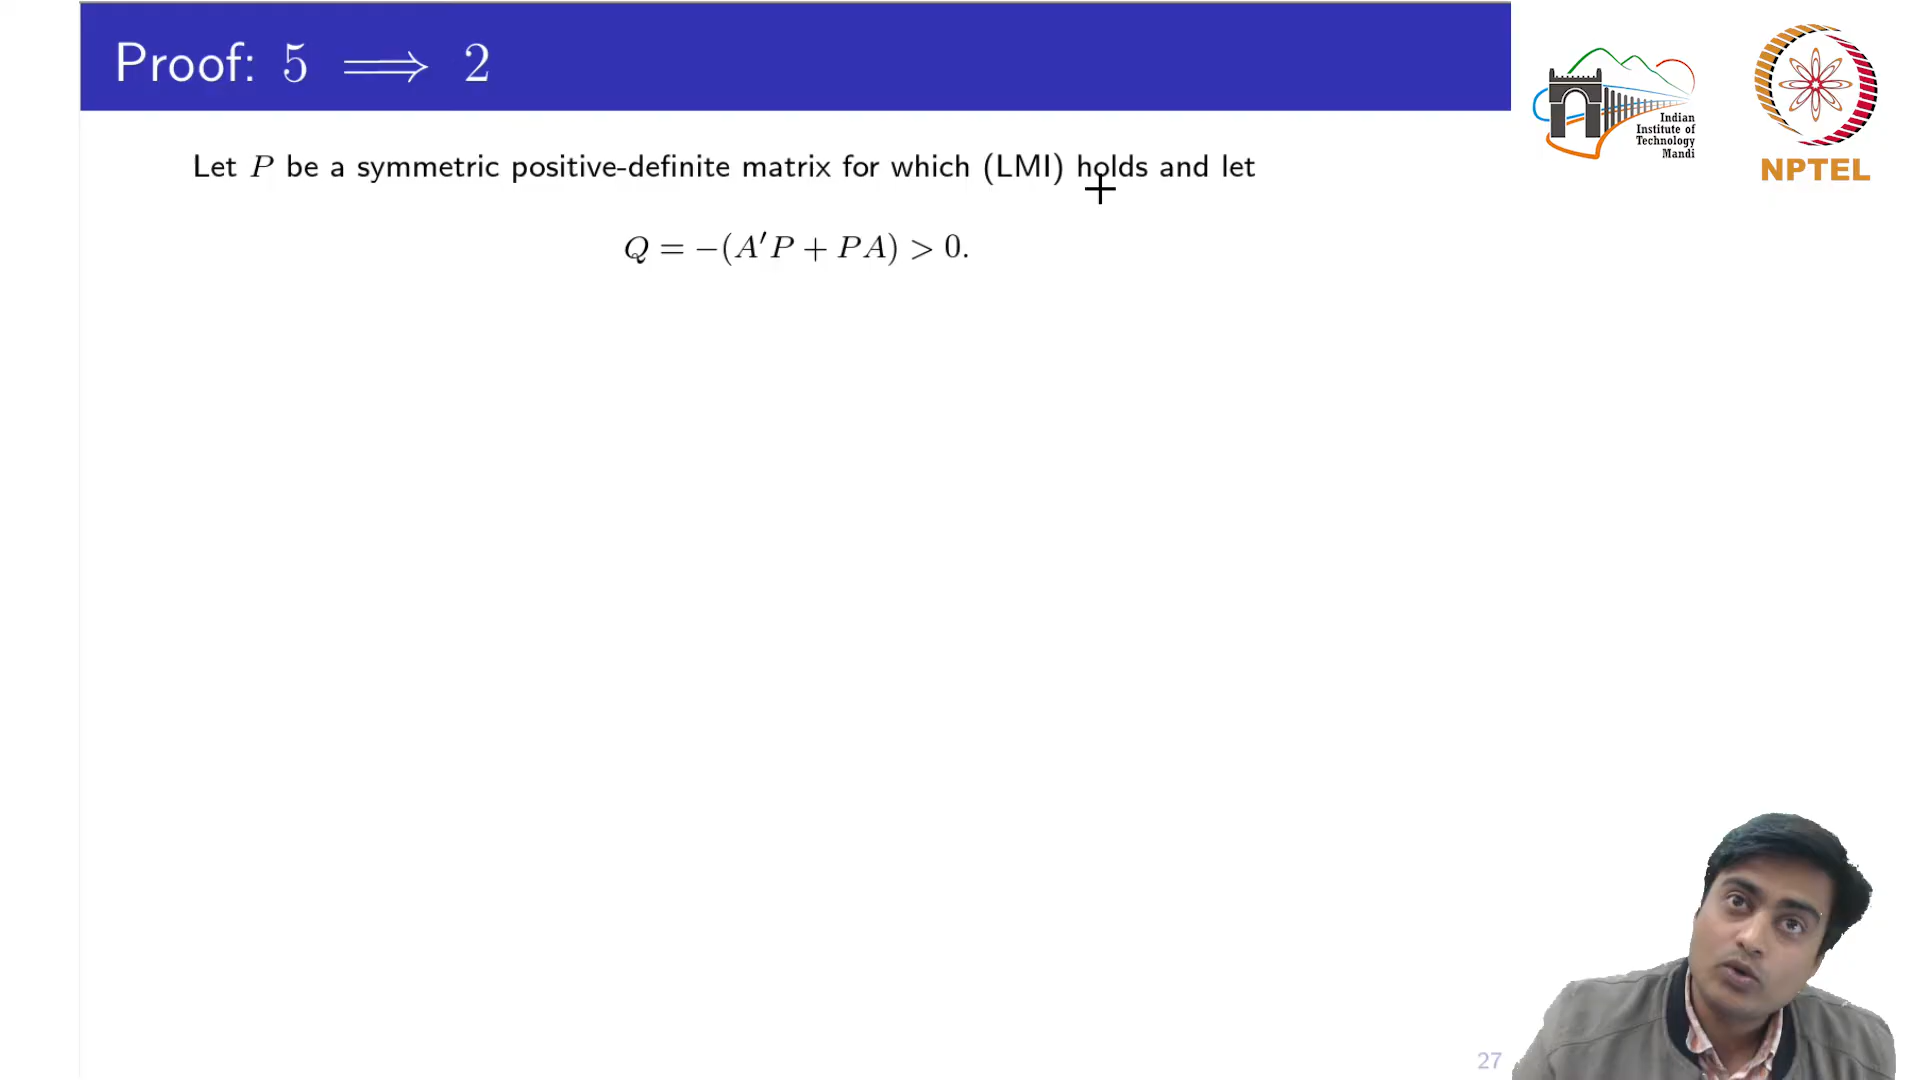 Proof: 5 ⟹ 2
Let P be a symmetric positive-definite matrix for which (LMI) holds and let
Q = −(A′P + PA) > 0.
Indian
Institute of
Technology
Mandi
NPTEL
27